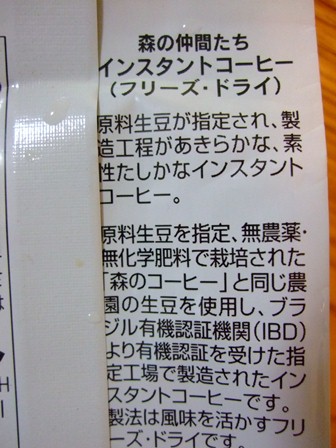 森の仲間たち
インスタントコーヒー
（フリーズ・ドライ）
原料生豆が指定され、製
造工程があきらかな、素
性たしかなインスタント
コーヒー。
原料生豆を指定、無農薬・
無化学肥料で栽培された
「森のコーヒー」と同じ農
園の生豆を使用し、ブラ
ジル有機認証機関（IBD）
より有機認証を受けた指
定工場で製造されたイン
スタントコーヒーです。
製法は風味を活かすフリ
ーズ・ドライです。